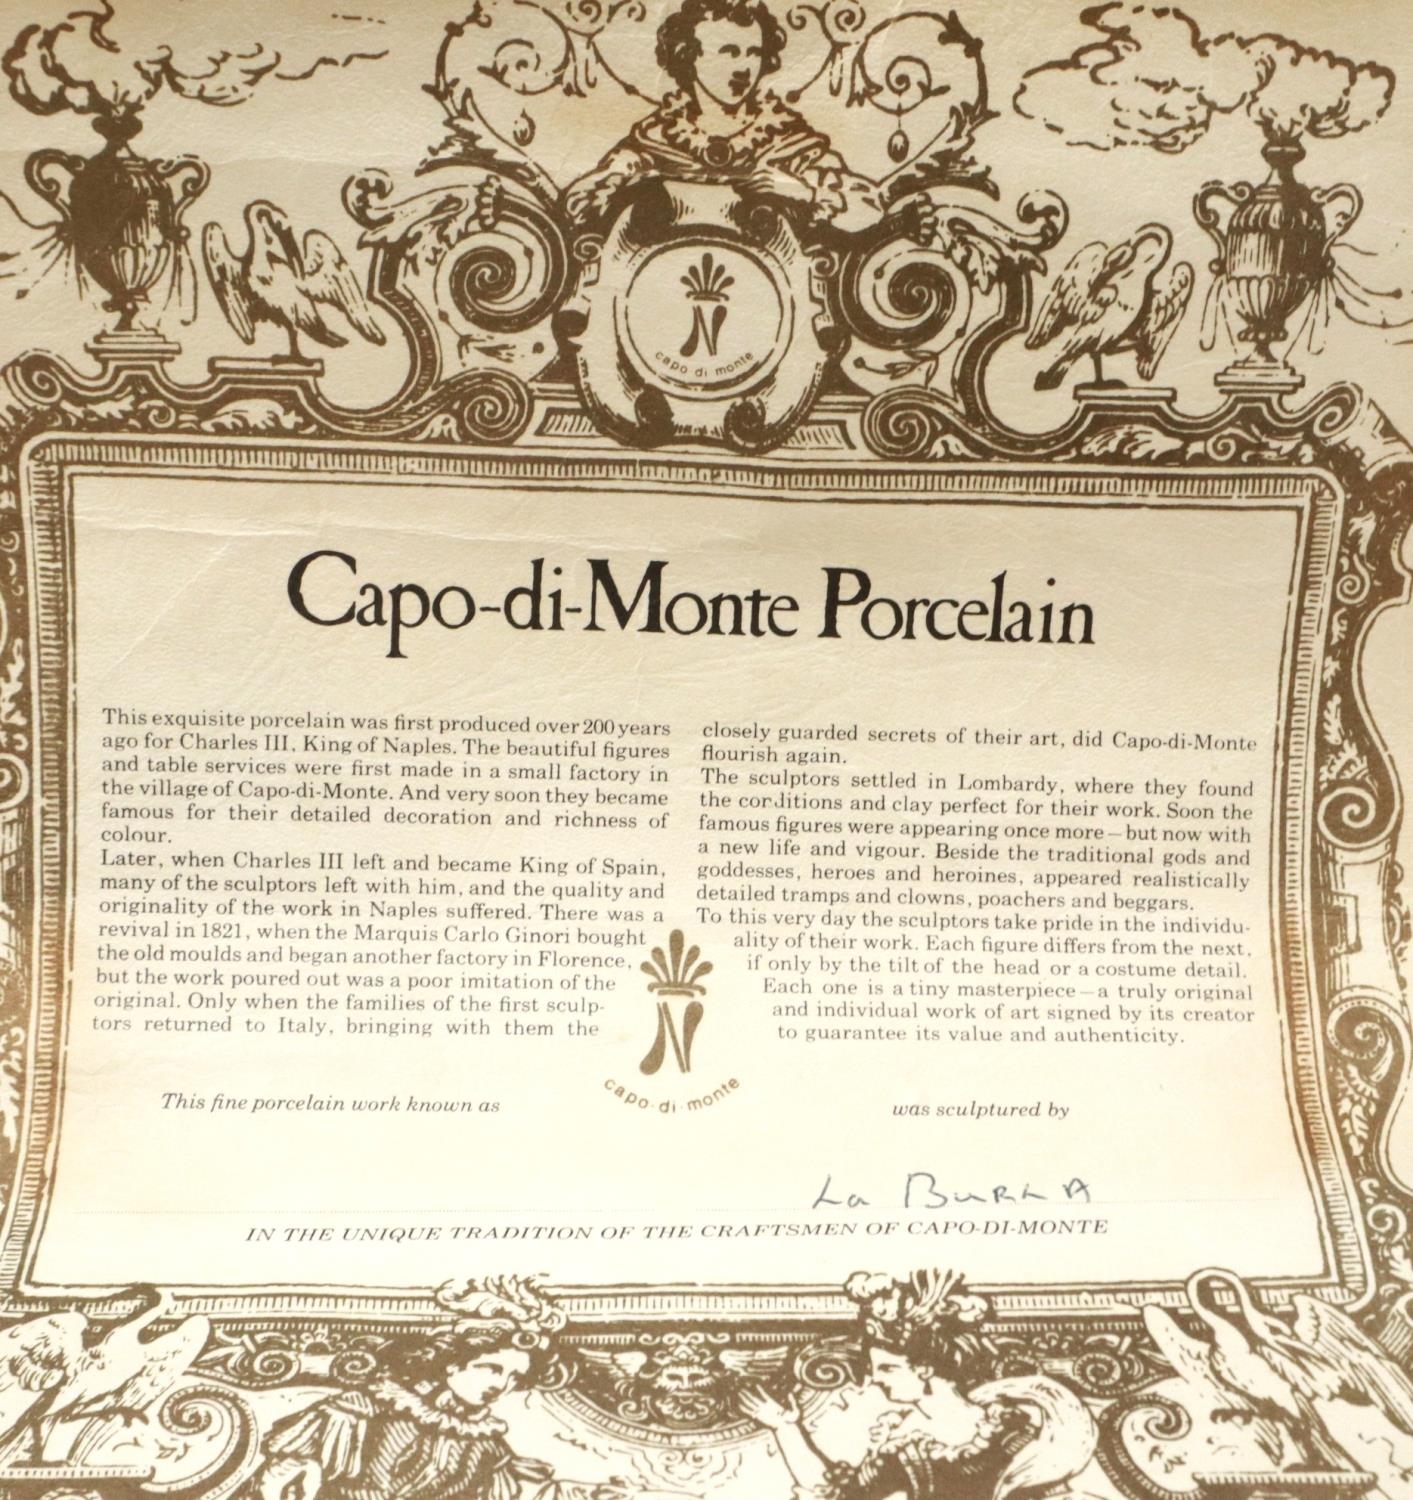 capo di monte
Capo-di-Monte Porcelain
This exquisite porcelain was first produced over 200 years
ago for Charles III, King of Naples. The beautiful figures
and table services were first made in a small factory in
the village of Capo-di-Monte. And very soon they became
famous for their detailed decoration and richness of
colour.
Later, when Charles III left and became King of Spain,
many of the sculptors left with him, and the quality and
originality of the work in Naples suffered. There was a
revival in 1821, when the Marquis Carlo Ginori bought
the old moulds and began another factory in Florence,
but the work poured out was a poor imitation of the
original. Only when the families of the first sculp-
tors returned to Italy, bringing with them the
closely guarded secrets of their art, did Capo-di-Monte
flourish again.
The sculptors settled in Lombardy, where they found
the conditions and clay perfect for their work. Soon the
famous figures were appearing once more – but now with
a new life and vigour. Beside the traditional gods and
goddesses, heroes and heroines, appeared realistically
detailed tramps and clowns, poachers and beggars.
To this very day the sculptors take pride in the individu-
ality of their work. Each figure differs from the next,
if only by the tilt of the head or a costume detail.
Each one is a tiny masterpiece – a truly original
and individual work of art signed by its creator
to guarantee its value and authenticity.
N
capo·di·monte
This fine porcelain work known as
was sculptured by
La
IN THE UNIQUE TRADITION OF THE CRAFTSMEN OF CAPO-DI-MONTE